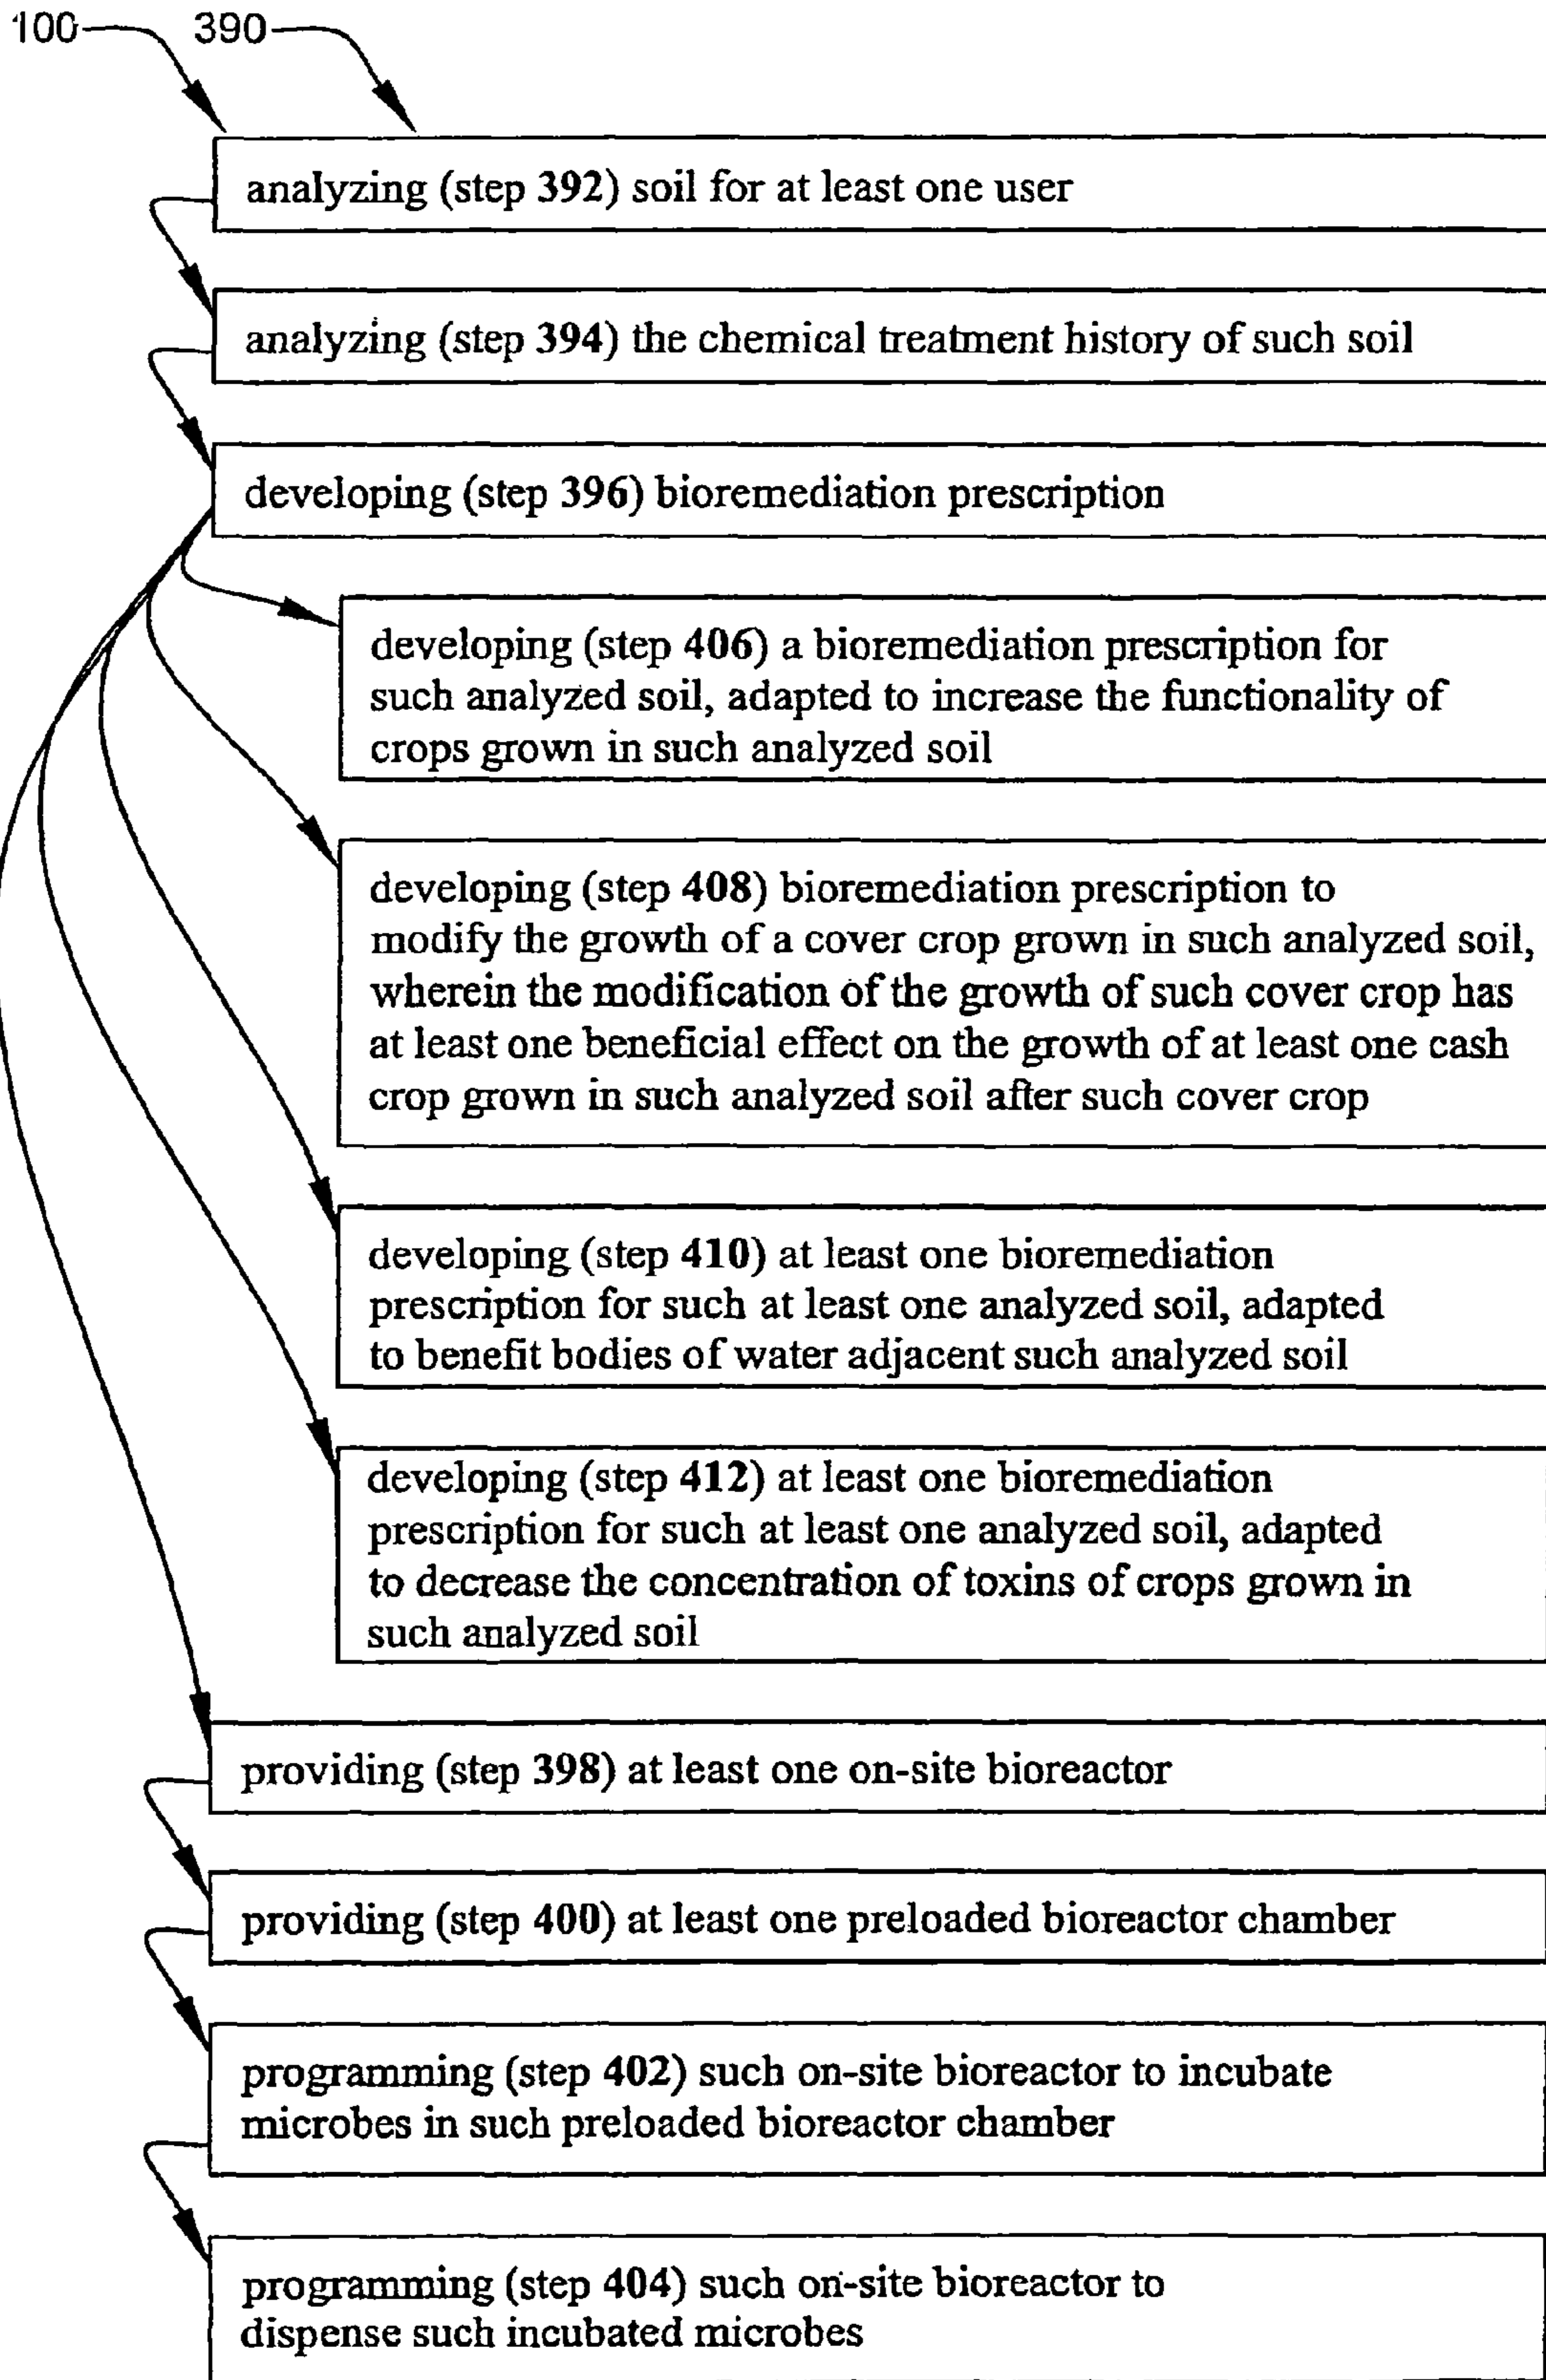 100 390
analyzing (step 392) soil for at least one user
analyzing (step 394) the chemical treatment history of such soil
developing (step 396) bioremediation prescription
developing (step 406) a bioremediation prescription for
such analyzed soil, adapted to increase the functionality of
crops grown in such analyzed soil
developing (step 408) bioremediation prescription to
modify the growth of a cover crop grown in such analyzed soil,
wherein the modification of the growth of such cover crop has
at least one beneficial effect on the growth of at least one cash
crop grown in such analyzed soil after such cover crop
developing (step 410) at least one bioremediation
prescription for such at least one analyzed soil, adapted
to benefit bodies of water adjacent such analyzed soil
developing (step 412) at least one bioremediation
prescription for such at least one analyzed soil, adapted
to decrease the concentration of toxins of crops grown in
such analyzed soil
providing (step 398) at least one on-site bioreactor
providing (step 400) at least one preloaded bioreactor chamber
programming (step 402) such on-site bioreactor to incubate
microbes in such preloaded bioreactor chamber
programming (step 404) such on-site bioreactor to
dispense such incubated microbes